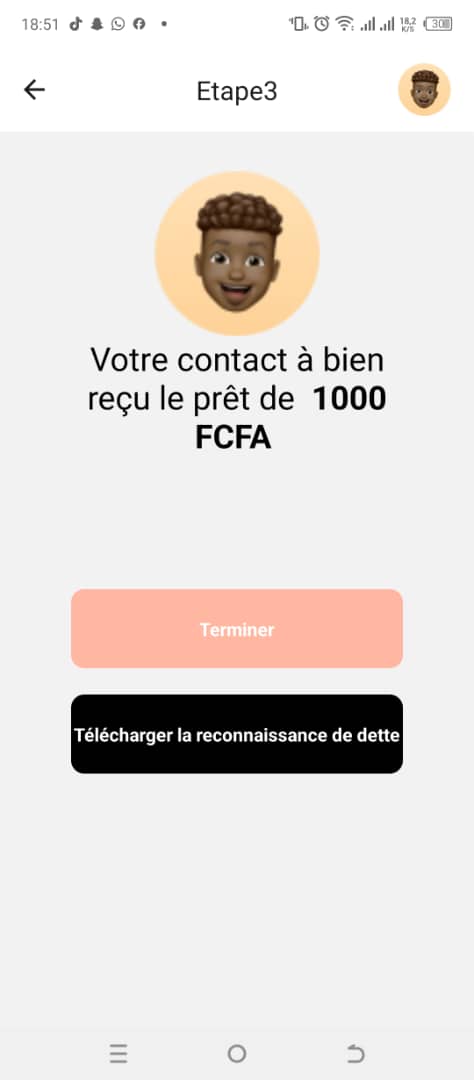 18:51
18,2
K/S
30
Etape3
Votre contact à bien
reçu le prêt de 1000
FCFA
Terminer
Télécharger la reconnaissance de dette